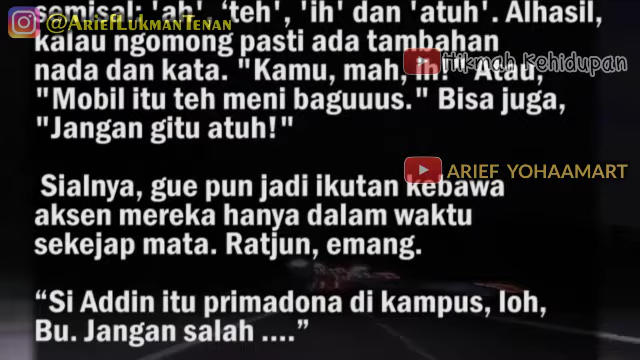 semisal: 'ah', 'teh', 'ih' dan 'atuh'. Alhasil,
@AriefLukmanTenan
kalau ngomong pasti ada tambahan
Hikmah Kehidupan
nada dan kata. "Kamu, mah, ih!" Atau,
"Mobil itu teh meni baguuus." Bisa juga,
"Jangan gitu atuh!"
ARIEF YOHAAMART
Sialnya, gue pun jadi ikutan kebawa
aksen mereka hanya dalam waktu
sekejap mata. Ratjun, emang.
“Si Addin itu primadona di kampus, loh,
Bu. Jangan salah ....”